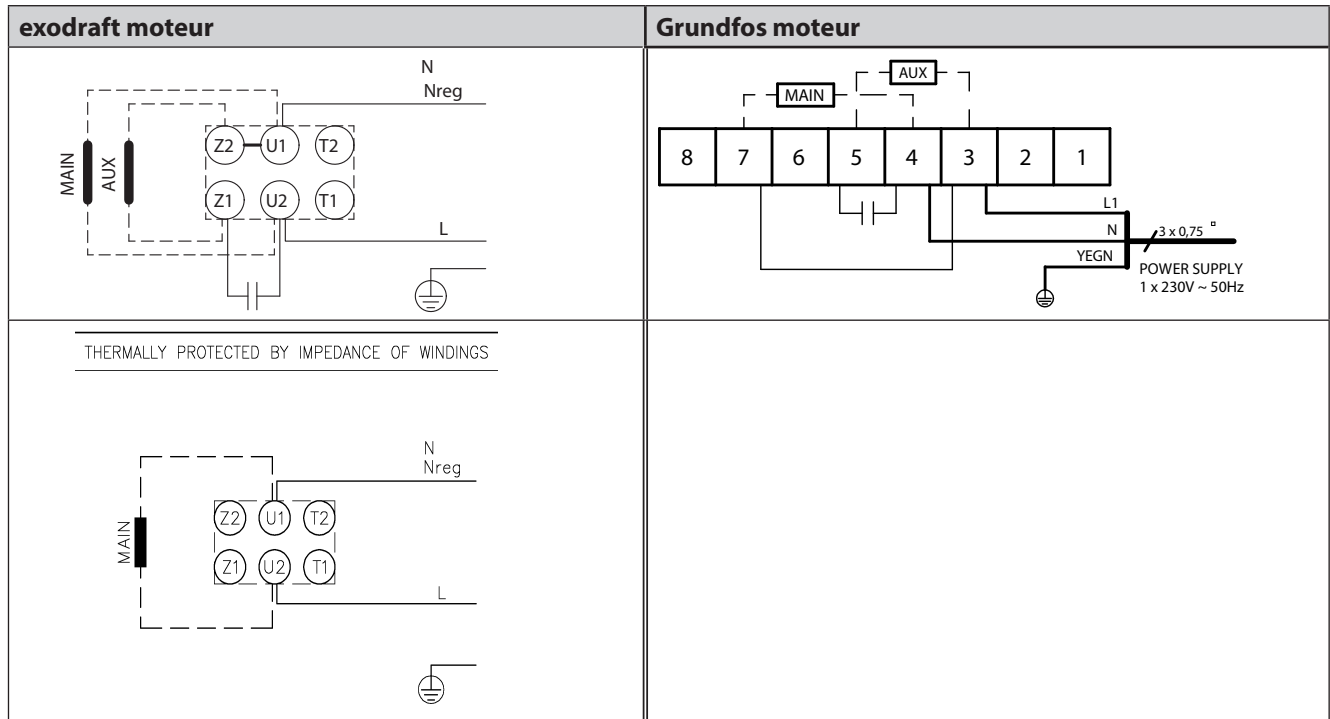 exodraft moteur
Grundfos moteur
N
Nreg
MAIN
AUX
Z2 U1 T2
Z1 U2 T1
L
AUX
MAIN
8 7 6 5 4 3 2 1
L1
N
3 x 0,75 ▫
YEGN
POWER SUPPLY
1 x 230V ~ 50Hz
THERMALLY PROTECTED BY IMPEDANCE OF WINDINGS
N
Nreg
MAIN
Z2 U1 T2
Z1 U2 T1
L